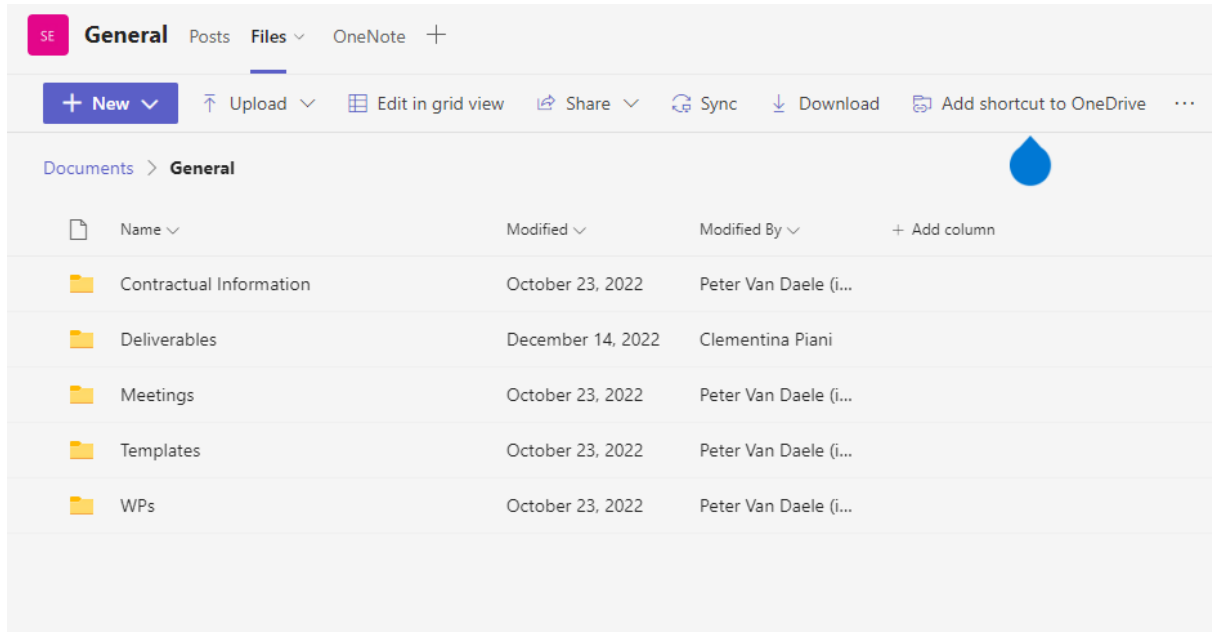 SE General Posts Files OneNote
New Upload Edit in grid view Share Sync Download Add shortcut to OneDrive ...
Documents > General
Name Modified Modified By + Add column
Contractual Information October 23, 2022 Peter Van Daele (i...
Deliverables December 14, 2022 Clementina Piani
Meetings October 23, 2022 Peter Van Daele (i...
Templates October 23, 2022 Peter Van Daele (i...
WPs October 23, 2022 Peter Van Daele (i...